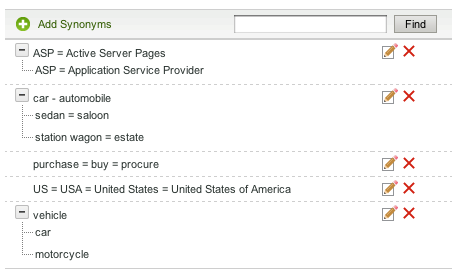 Add Synonyms
Find
ASP = Active Server Pages
ASP = Application Service Provider
car - automobile
sedan = saloon
station wagon = estate
purchase = buy = procure
US = USA = United States = United States of America
vehicle
car
motorcycle